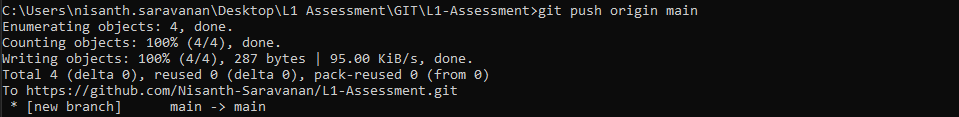 C:\Users\nisanth.saravanan\Desktop\L1 Assessment\GIT\L1-Assessment>git push origin main
Enumerating objects: 4, done.
Counting objects: 100% (4/4), done.
Writing objects: 100% (4/4), 287 bytes | 95.00 KiB/s, done.
Total 4 (delta 0), reused 0 (delta 0), pack-reused 0 (from 0)
To https://github.com/Nisanth-Saravanan/L1-Assessment.git
 * [new branch]      main -> main